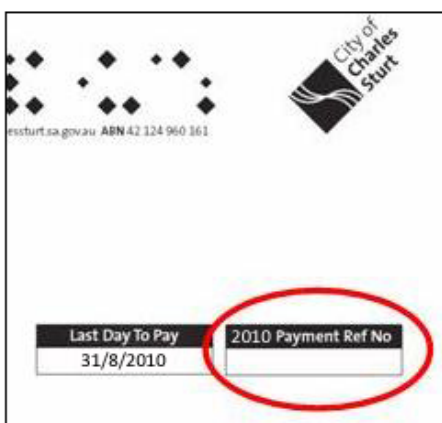 City of
Charles
Sturt
essturt.sa.gov.au ABN 42 124 960 161
Last Day To Pay
2010 Payment Ref No
31/8/2010